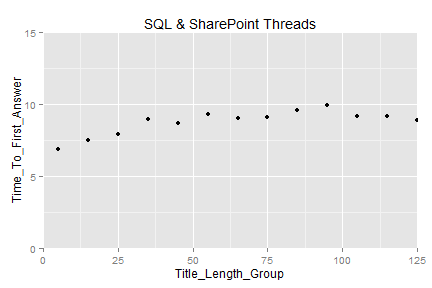 SQL & SharePoint Threads
15
10
5
0
Time_To_First_Answer
0 25 50 75 100 125
Title_Length_Group